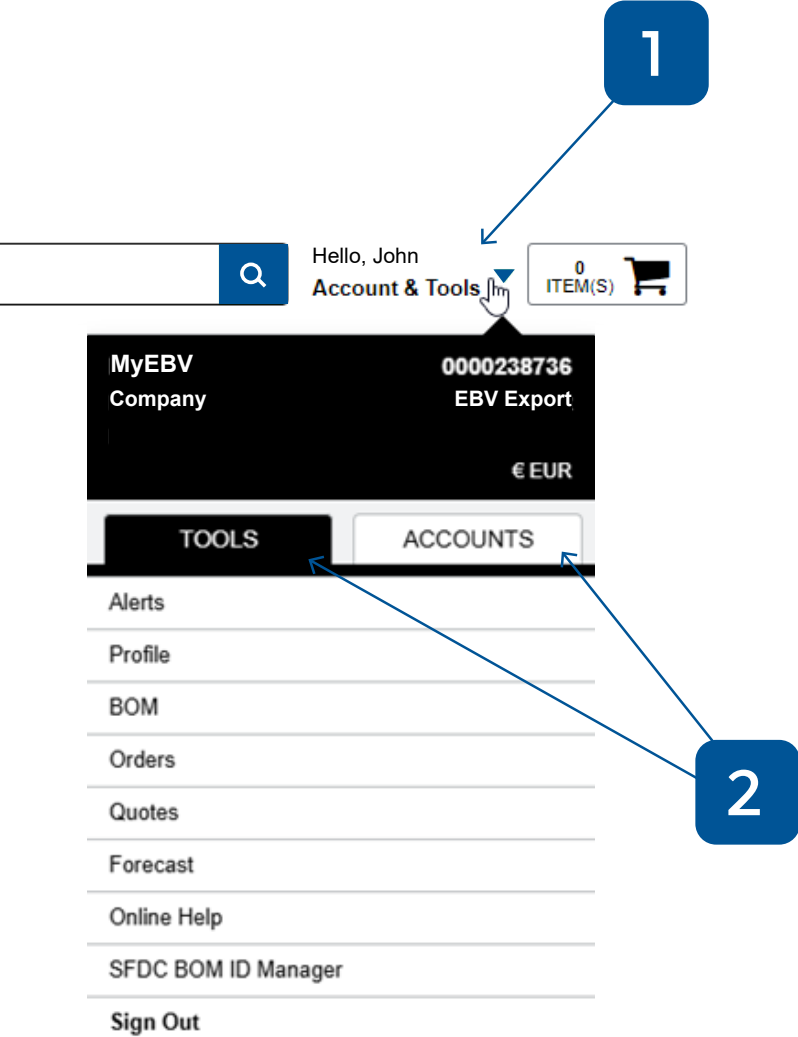 1
Hello, John
Account & Tools
0
ITEM(S)
MyEBV
0000238736
Company
EBV Export
€ EUR
TOOLS
ACCOUNTS
Alerts
Profile
BOM
Orders
Quotes
2
Forecast
Online Help
SFDC BOM ID Manager
Sign Out